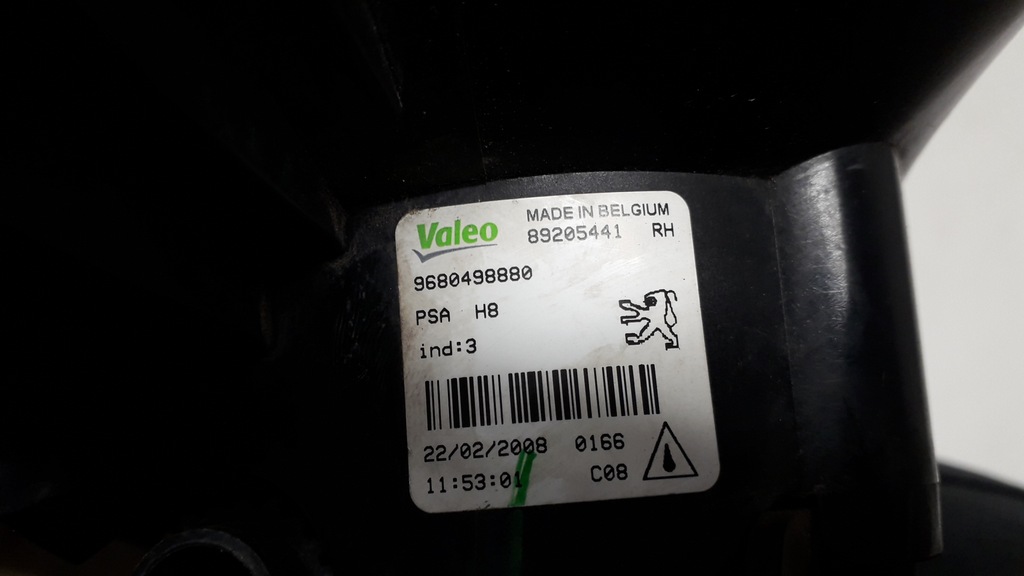 Valeo MADE IN BELGIUM
89205441 RH
9680498880
PSA H8
ind:3
22/02/2008 0166
11:53:01 C08